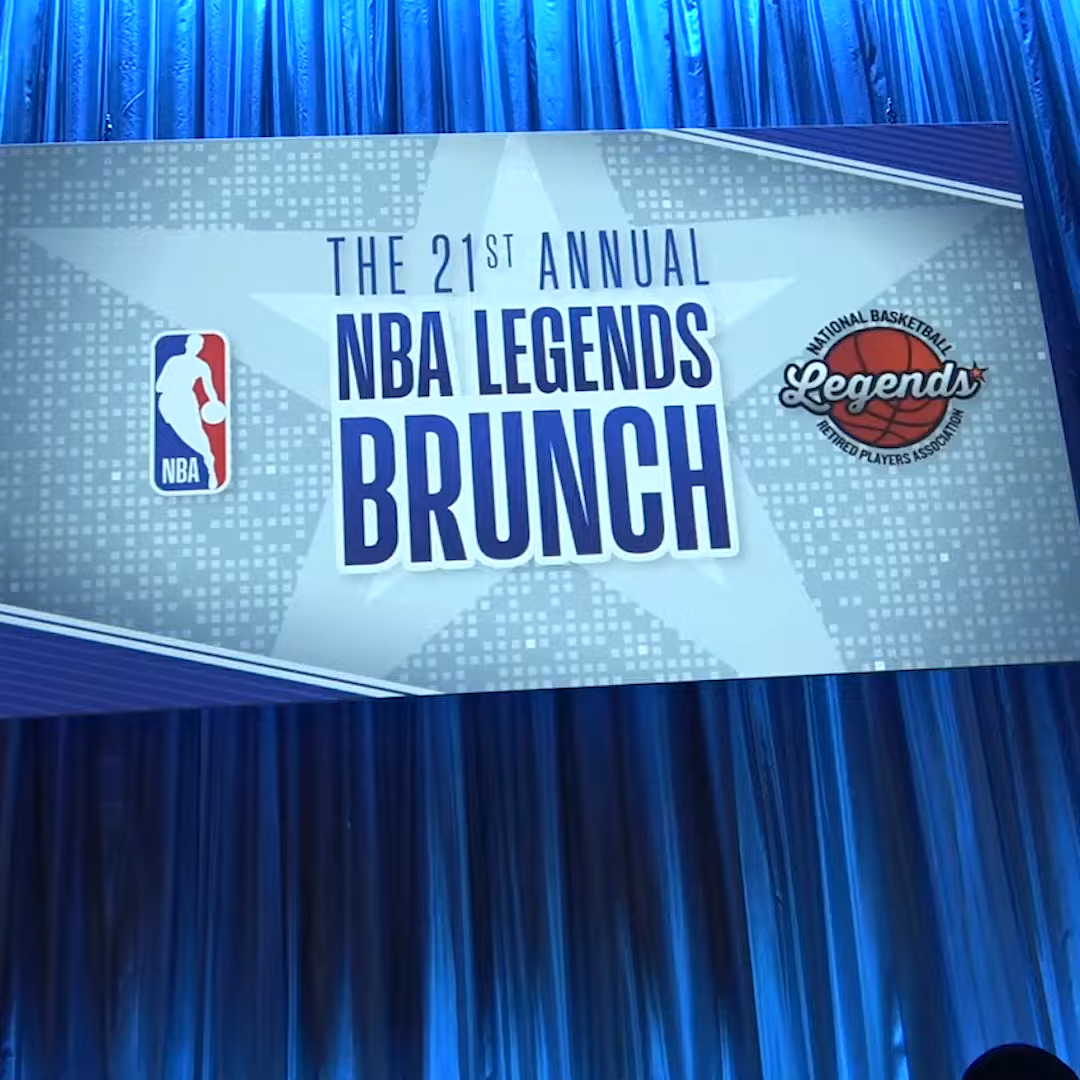 THE 21ST ANNUAL
NBA LEGENDS
BRUNCH
NBA
NATIONAL BASKETBALL
Legends
RETIRED PLAYERS ASSOCIATION